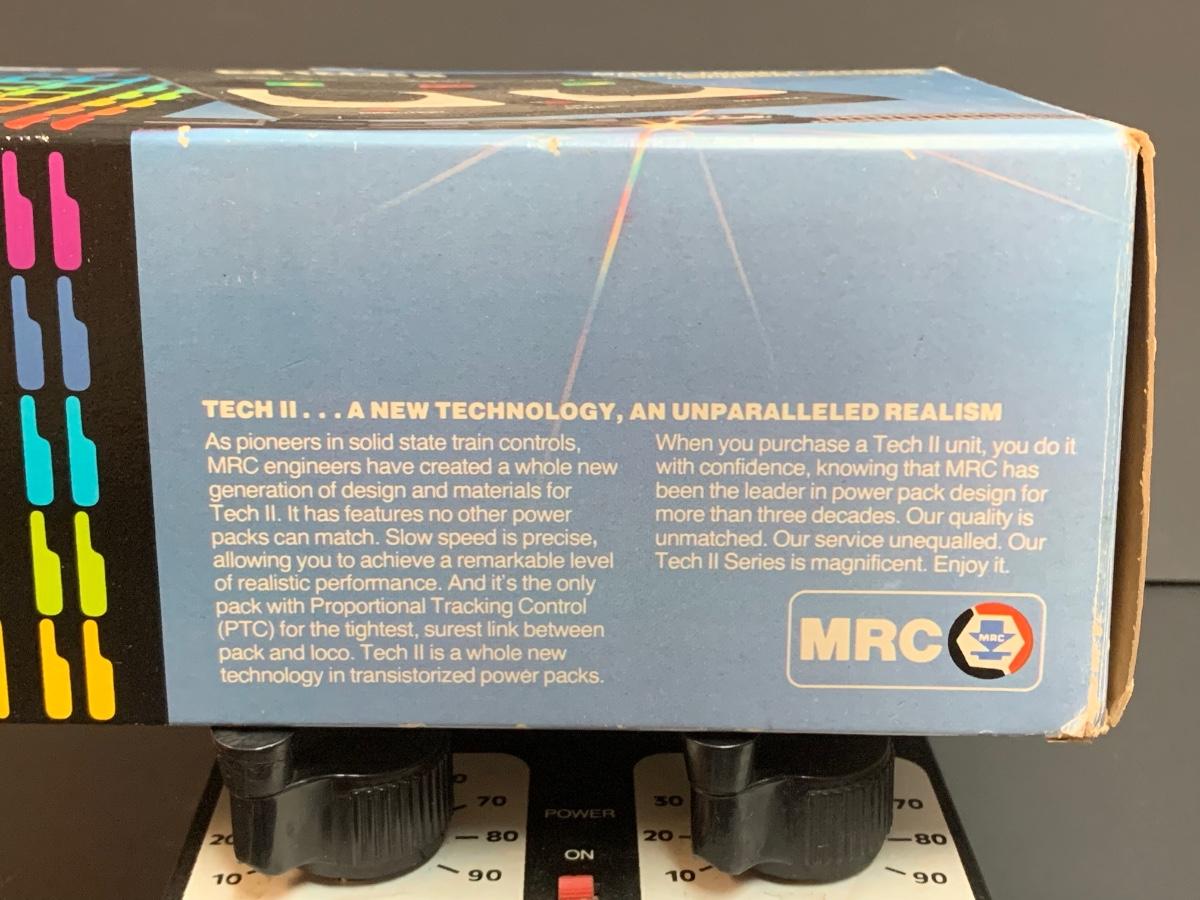 TECH II . . . A NEW TECHNOLOGY, AN UNPARALLELED REALISM
As pioneers in solid state train controls,
MRC engineers have created a whole new
generation of design and materials for
Tech II. It has features no other power
packs can match. Slow speed is precise,
allowing you to achieve a remarkable level
of realistic performance. And it's the only
pack with Proportional Tracking Control
(PTC) for the tightest, surest link between
pack and loco. Tech II is a whole new
technology in transistorized power packs.
When you purchase a Tech II unit, you do it
with confidence, knowing that MRC has
been the leader in power pack design for
more than three decades. Our quality is
unmatched. Our service unequalled. Our
Tech II Series is magnificent. Enjoy it.
MRC
MRC
70
80
90
20
10
POWER
ON
30
20
10
70
80
90